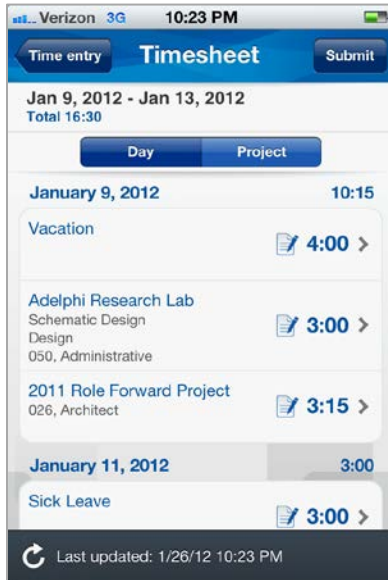 Verizon 3G 10:23 PM
Time entry Timesheet Submit
Jan 9, 2012 - Jan 13, 2012
Total 16:30
Day Project
January 9, 2012 10:15
Vacation
4:00
Adelphi Research Lab
Schematic Design
Design
050, Administrative
3:00
2011 Role Forward Project
026, Architect
3:15
January 11, 2012 3:00
Sick Leave
3:00
Last updated: 1/26/12 10:23 PM